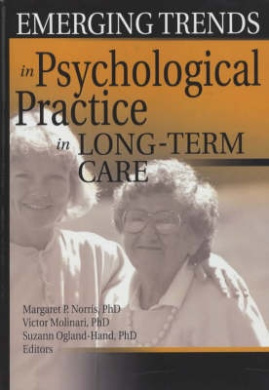 EMERGING TRENDS
in Psychological
Practice
in LONG-TERM
CARE
Margaret P. Norris, PhD
Victor Molinari, PhD
Suzann Ogland-Hand, PhD
Editors